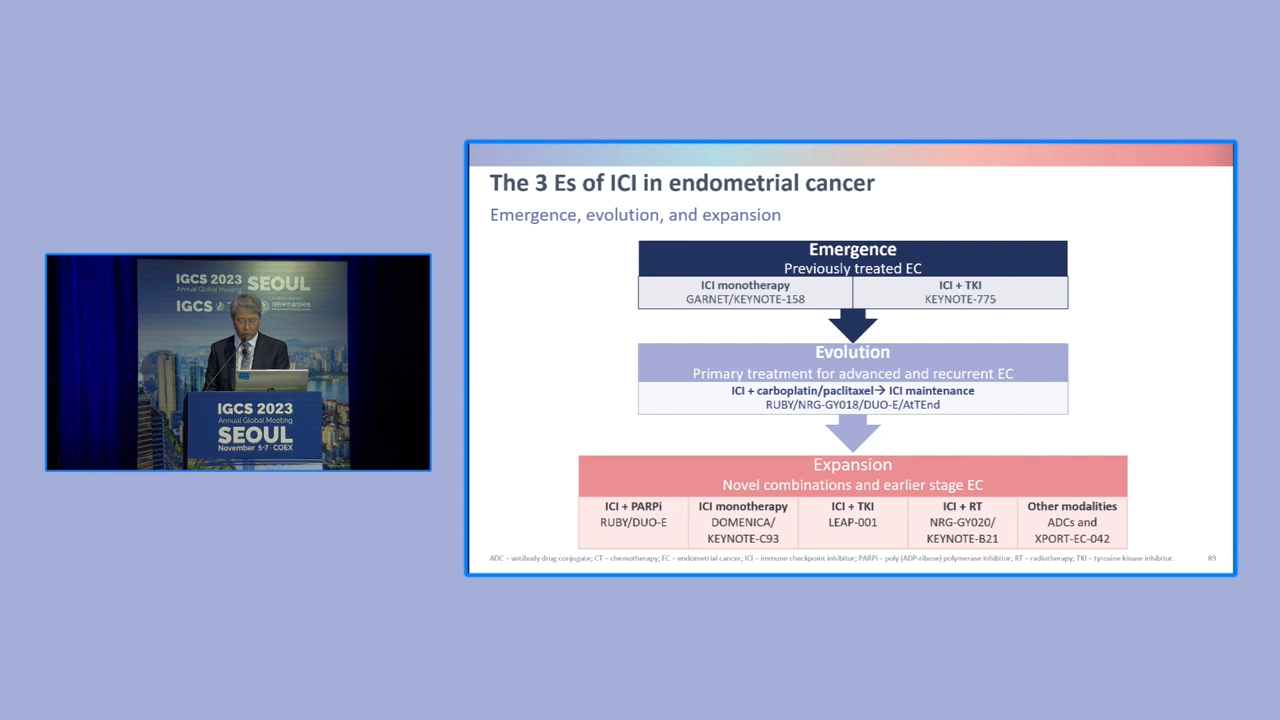 IGCS 2023
Annual Global Meeting
SEOUL
IGCS
IGCS 2023
Annual Global Meeting
SEOUL
November 5-7 COEX
The 3 Es of ICI in endometrial cancer
Emergence, evolution, and expansion
Emergence
Previously treated EC
ICI monotherapy
GARNET/KEYNOTE-158
ICI + TKI
KEYNOTE-775
Evolution
Primary treatment for advanced and recurrent EC
ICI + carboplatin/paclitaxel→ ICI maintenance
RUBY/NRG-GY018/DUO-E/AtTEnd
Expansion
Novel combinations and earlier stage EC
ICI + PARPi
RUBY/DUO-E
ICI monotherapy
DOMENICA/
KEYNOTE-C93
ICI + TKI
LEAP-001
ICI + RT
NRG-GY020/
KEYNOTE-B21
Other modalities
ADCs and
XPORT-EC-042
ADC – antibody drug conjugate; CT – chemotherapy; EC – endometrial cancer; ICI – immune checkpoint inhibitor; PARPi – poly (ADP-ribose) polymerase inhibitor; RT – radiotherapy; TKI – tyrosine kinase inhibitor.
89